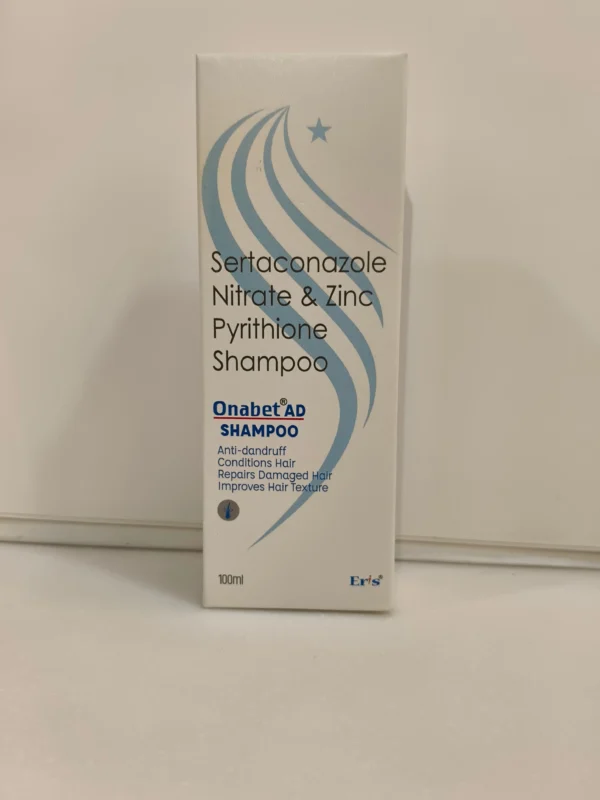 Sertaconazole
Nitrate & Zinc
Pyrithione
Shampoo
Onabet® AD
SHAMPOO
Anti-dandruff
Conditions Hair
Repairs Damaged Hair
Improves Hair Texture
100ml
Eris®